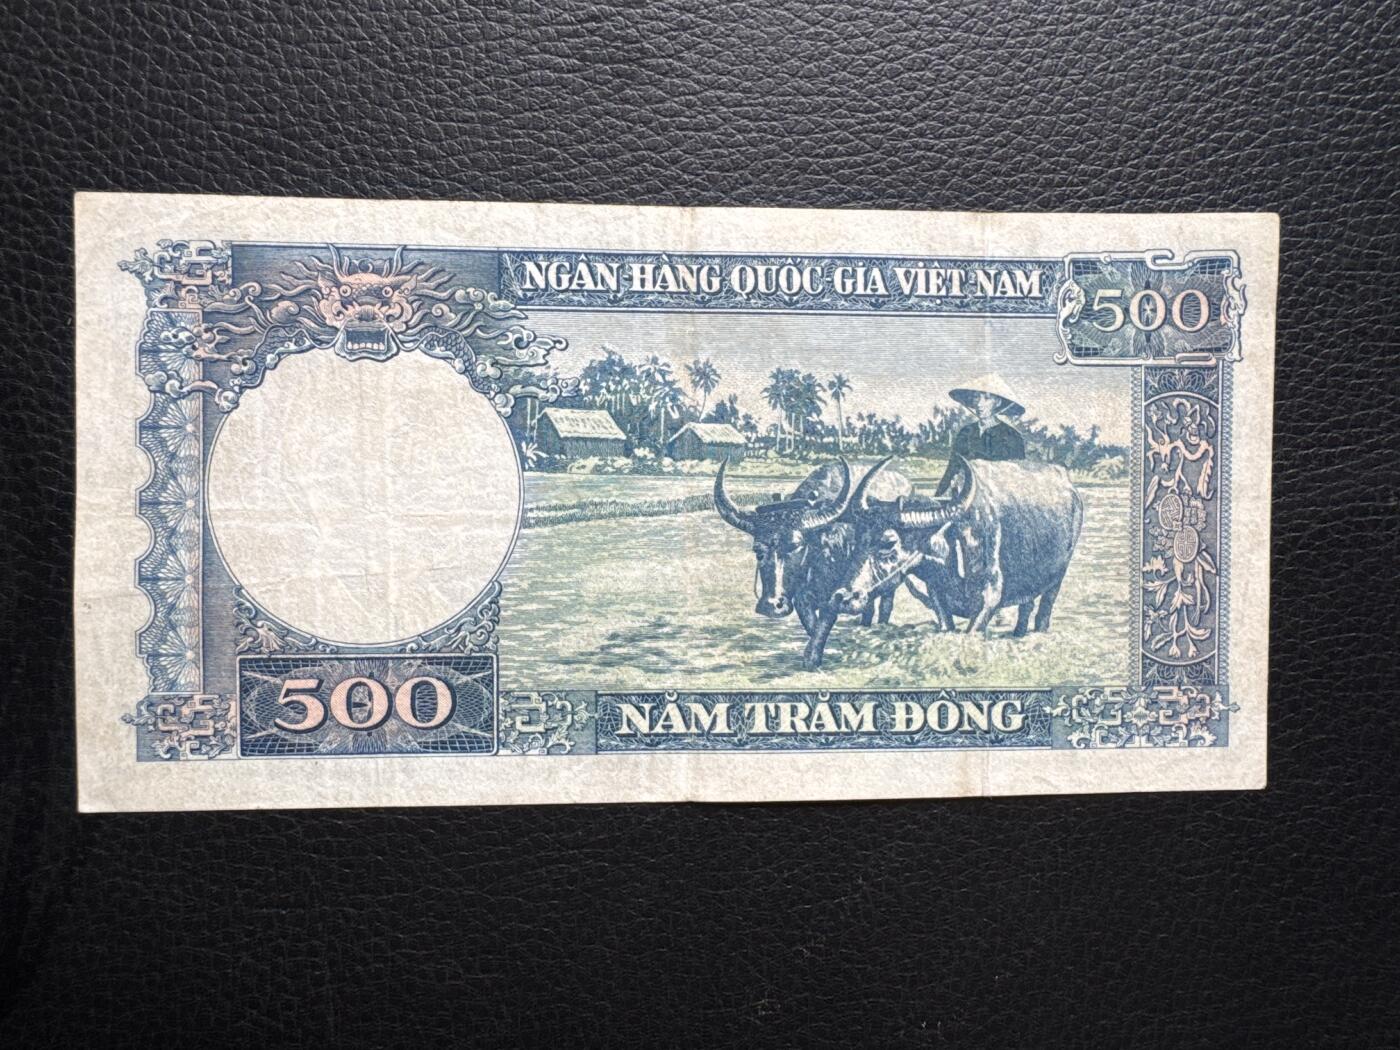 NGÂN-HÀNG QUỐC GIA VIỆT-NAM
500
500
NĂM TRĂM ĐỒNG